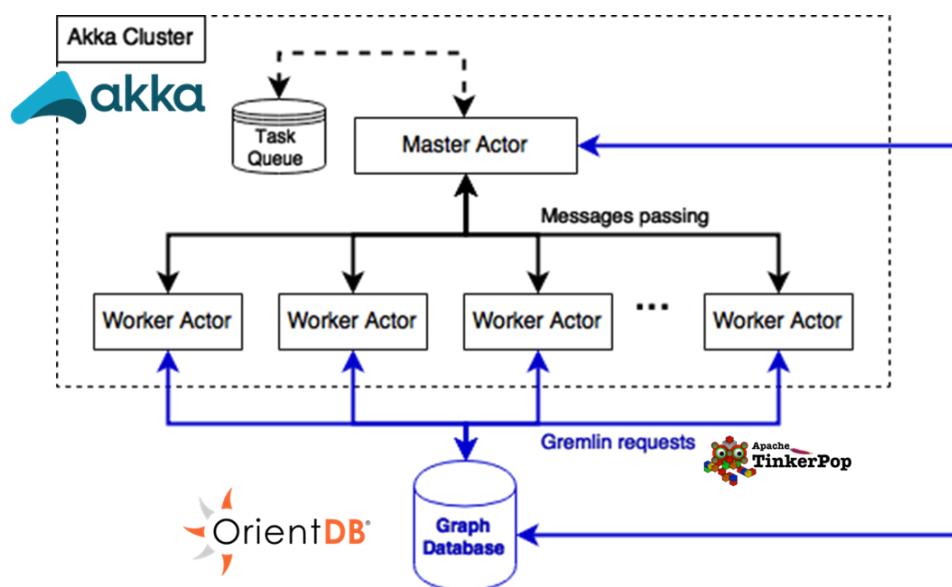 Akka Cluster
akka
Task
Queue
Master Actor
Messages passing
Worker Actor
Worker Actor
Worker Actor
...
Worker Actor
Gremlin requests
Apache
TinkerPop
OrientDB®
Graph
Database